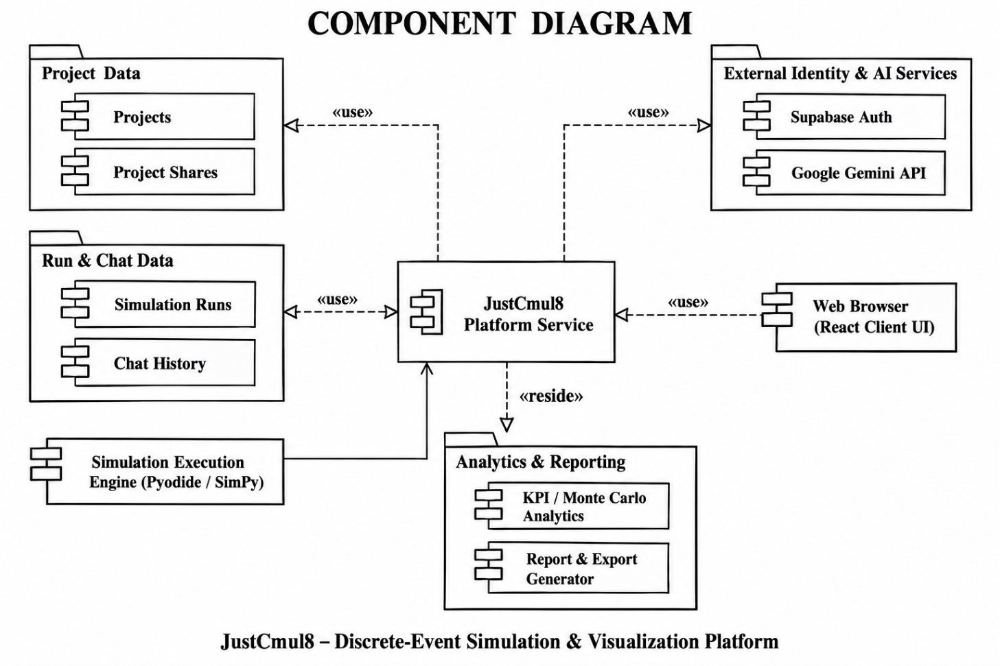 COMPONENT DIAGRAM
Project Data
Projects
Project Shares
«use»
«use»
External Identity & AI Services
Supabase Auth
Google Gemini API
Run & Chat Data
Simulation Runs
Chat History
«use»
JustCmul8
Platform Service
«use»
Web Browser
(React Client UI)
«reside»
Simulation Execution
Engine (Pyodide / SimPy)
Analytics & Reporting
KPI / Monte Carlo
Analytics
Report & Export
Generator
JustCmul8 – Discrete-Event Simulation & Visualization Platform